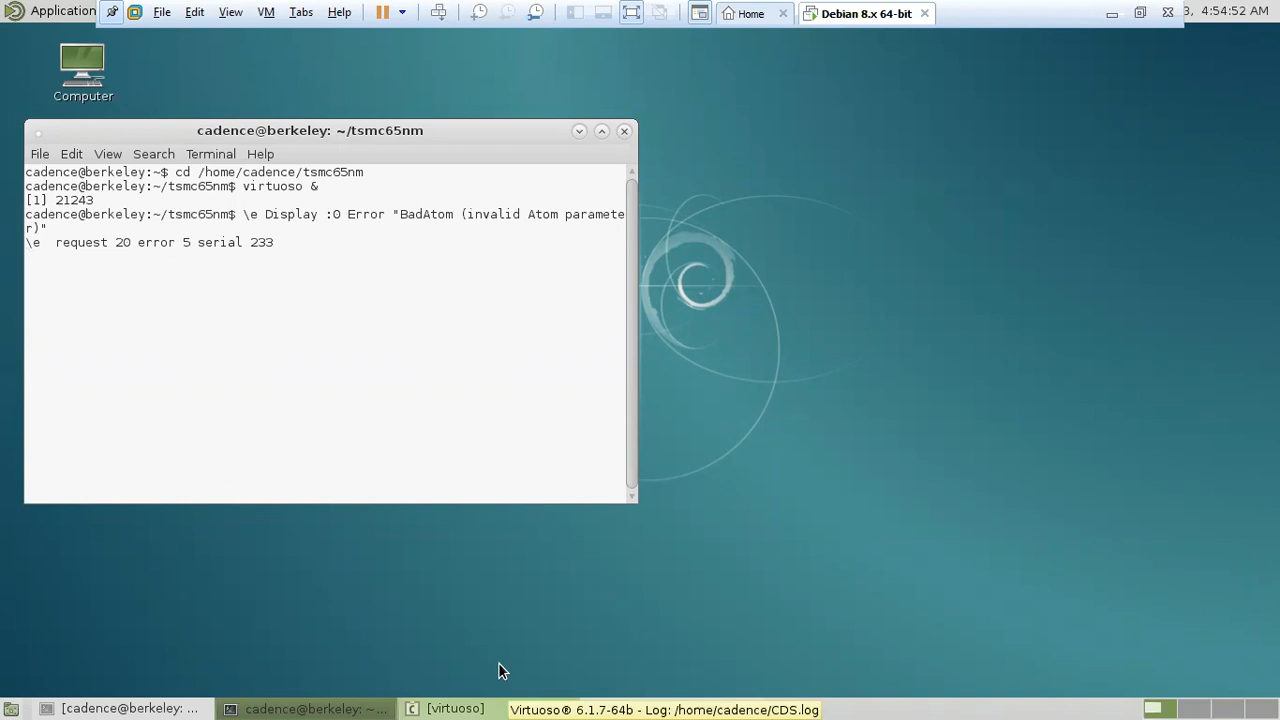 Application
File Edit View VM Tabs Help
Home
Debian 8.x 64-bit
3, 4:54:52 AM
Computer
cadence@berkeley: ~/tsmc65nm
File Edit View Search Terminal Help
cadence@berkeley:~$ cd /home/cadence/tsmc65nm
cadence@berkeley:~/tsmc65nm$ virtuoso &
[1] 21243
cadence@berkeley:~/tsmc65nm$ \e Display :0 Error "BadAtom (invalid Atom paramete
r)"
\e  request 20 error 5 serial 233
[cadence@berkeley: ...
cadence@berkeley: ~...
[virtuoso]
Virtuoso® 6.1.7-64b - Log: /home/cadence/CDS.log